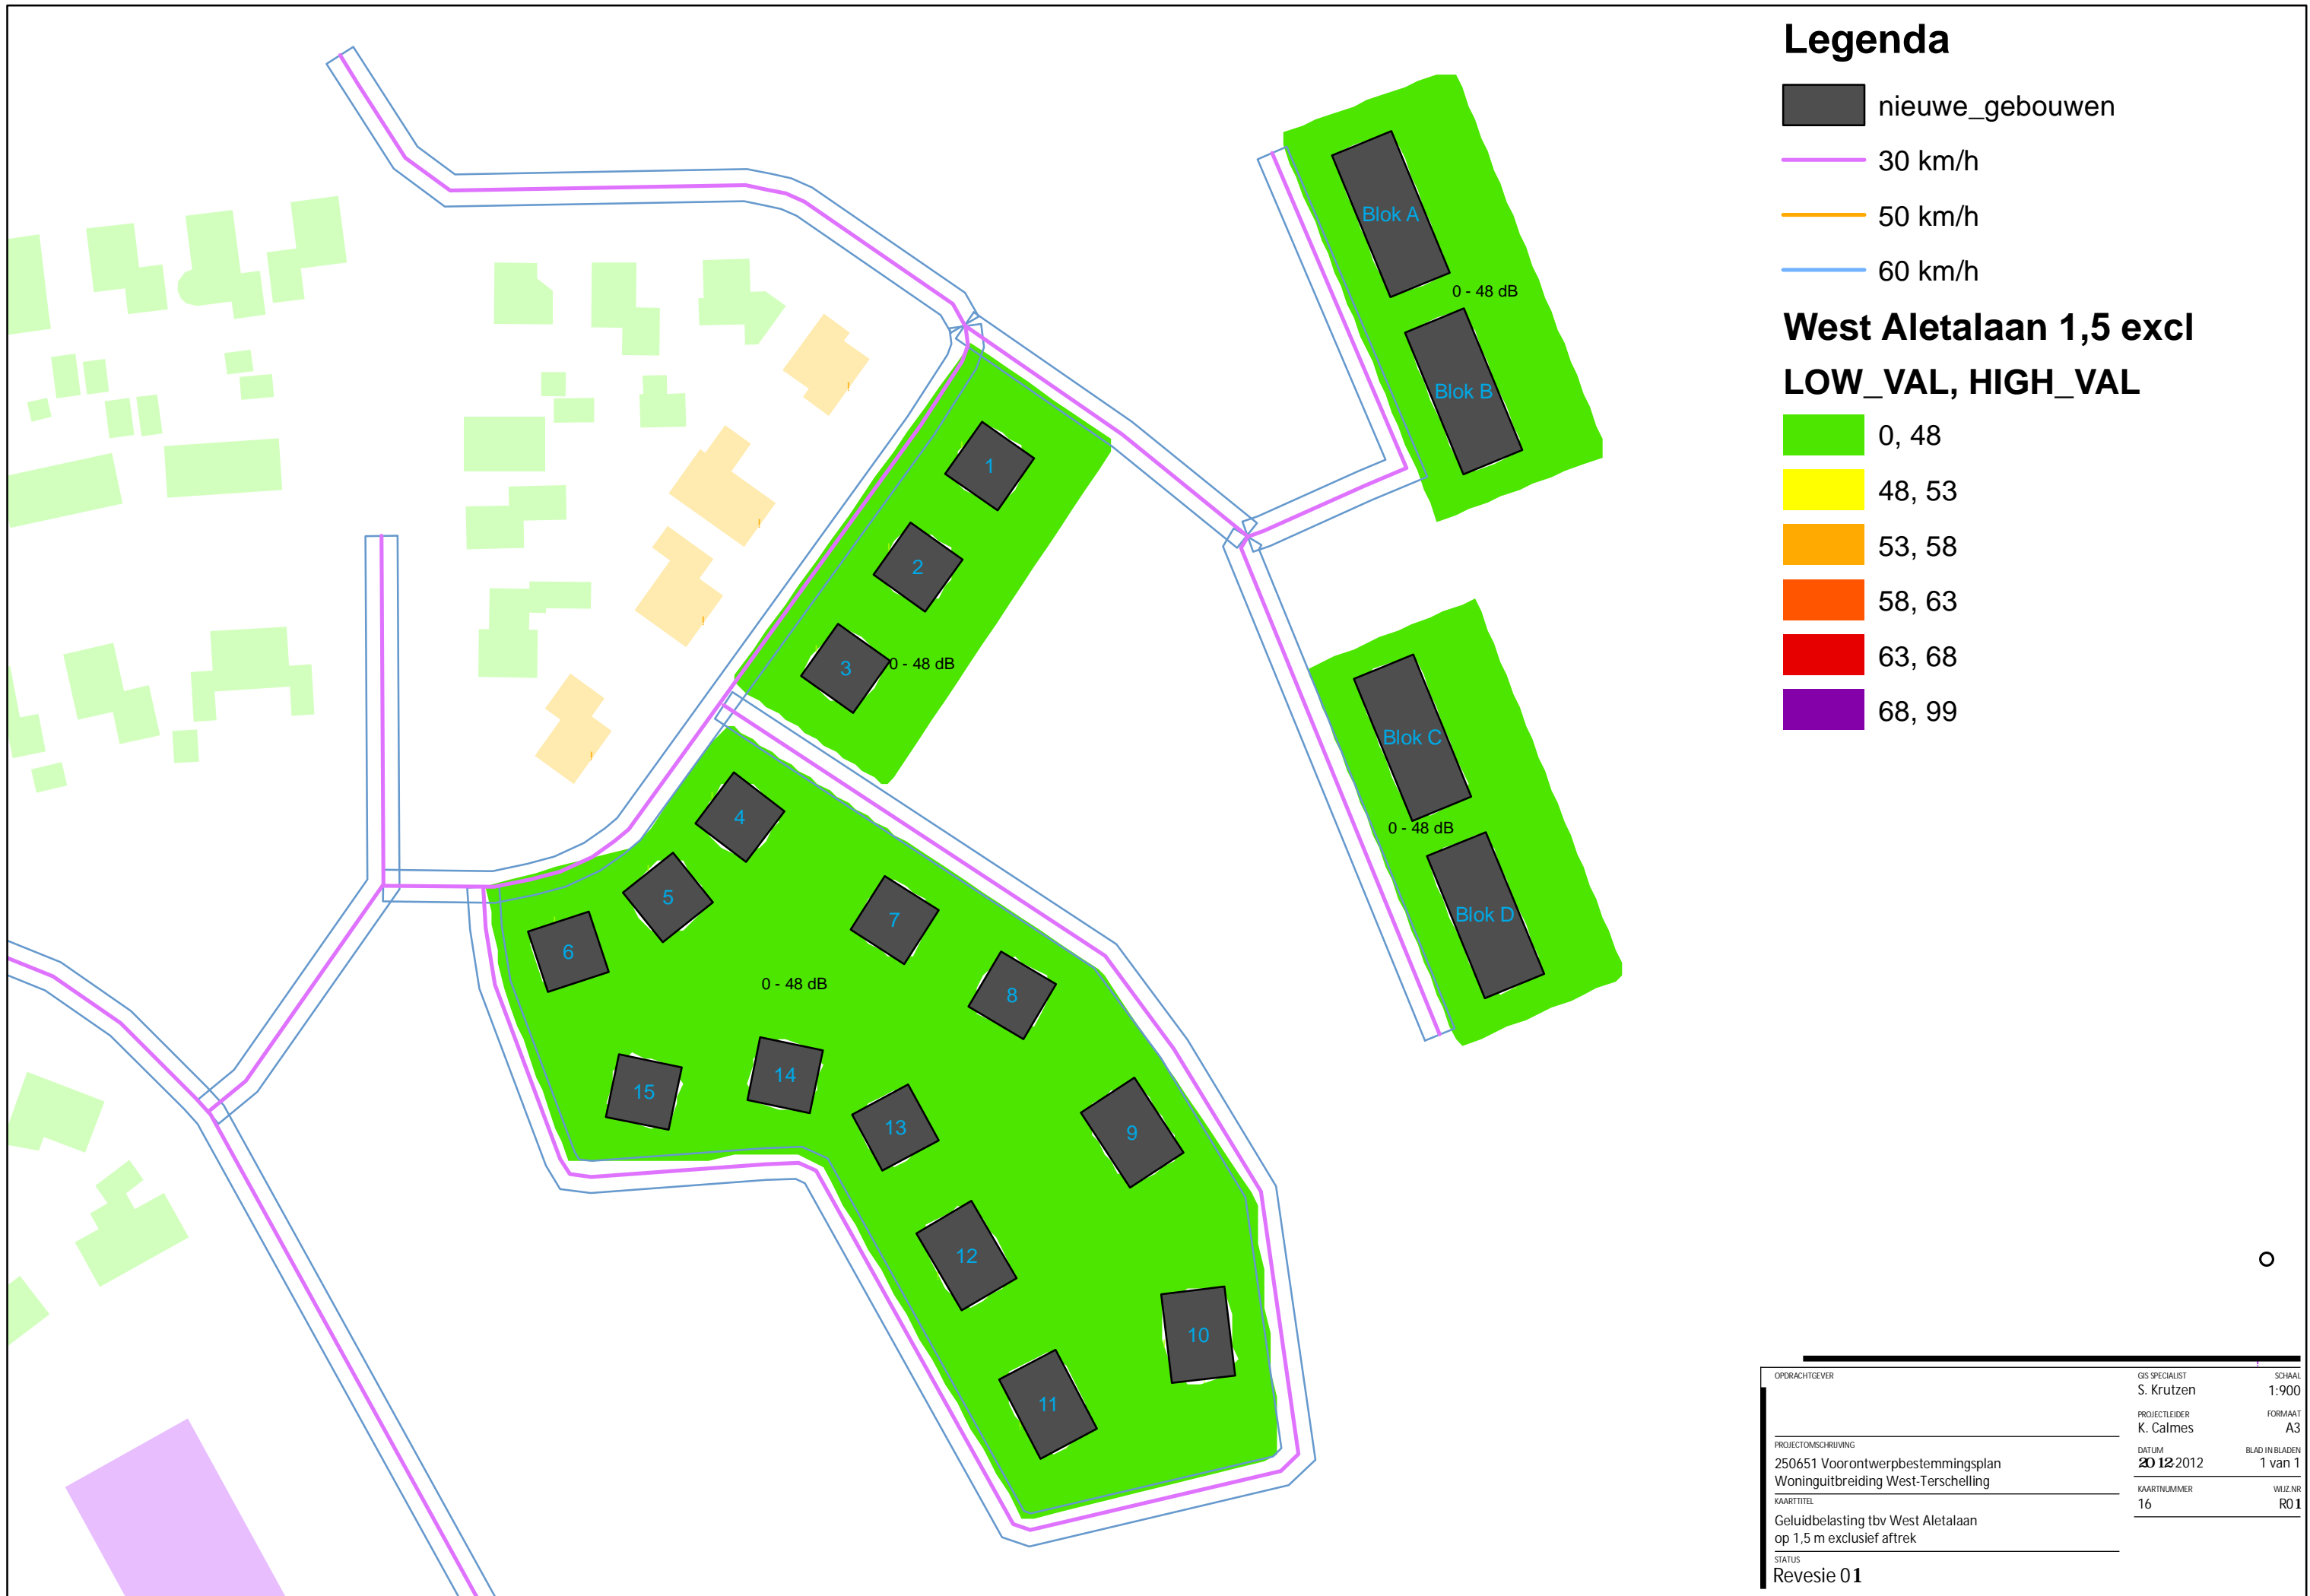 Legenda
nieuwe_gebouwen
30 km/h
50 km/h
60 km/h
West Aletalaan 1,5 excl
LOW_VAL, HIGH_VAL
0, 48
48, 53
53, 58
58, 63
63, 68
68, 99
Blok A
0 - 48 dB
Blok B
1
2
3
0 - 48 dB
Blok C
0 - 48 dB
Blok D
4
5
6
7
0 - 48 dB
8
14
15
13
9
12
10
11
OPDRACHTGEVER
GIS SPECIALIST
SCHAAL
S. Krutzen
1:900
PROJECTLEIDER
FORMAAT
K. Calmes
A3
PROJECTOMSCHRIJVING
250651 Voorontwerpbestemmingsplan
Woninguitbreiding West-Terschelling
DATUM
BLAD IN BLADEN
20-12-2012
1 van 1
KAARTNUMMER
WIJZ.NR
16
R01
KAARTTITEL
Geluidbelasting tbv West Aletalaan
op 1,5 m exclusief aftrek
STATUS
Revesie 01